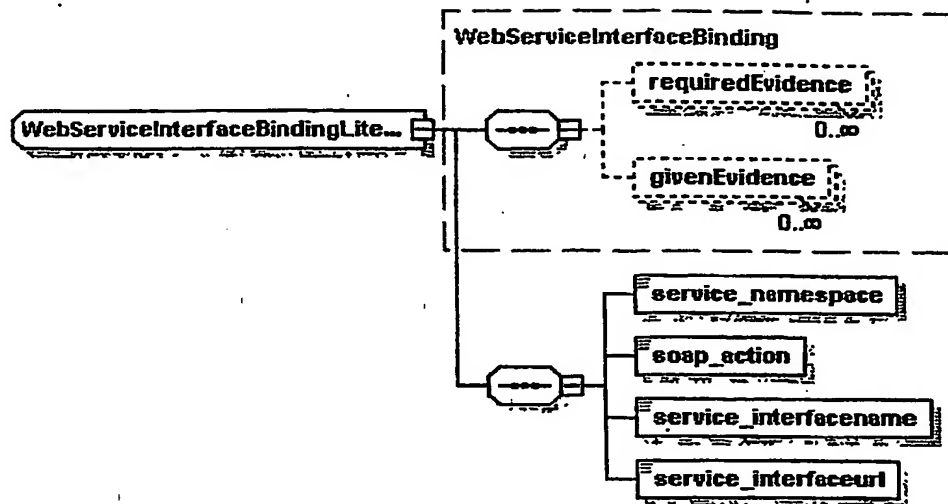 WebServiceInterfaceBinding
requiredEvidence
0..∞
WebServiceInterfaceBindingLite...
givenEvidence
0..∞
service_namespace
soap_action
service_interfacename
service_interfaceurl